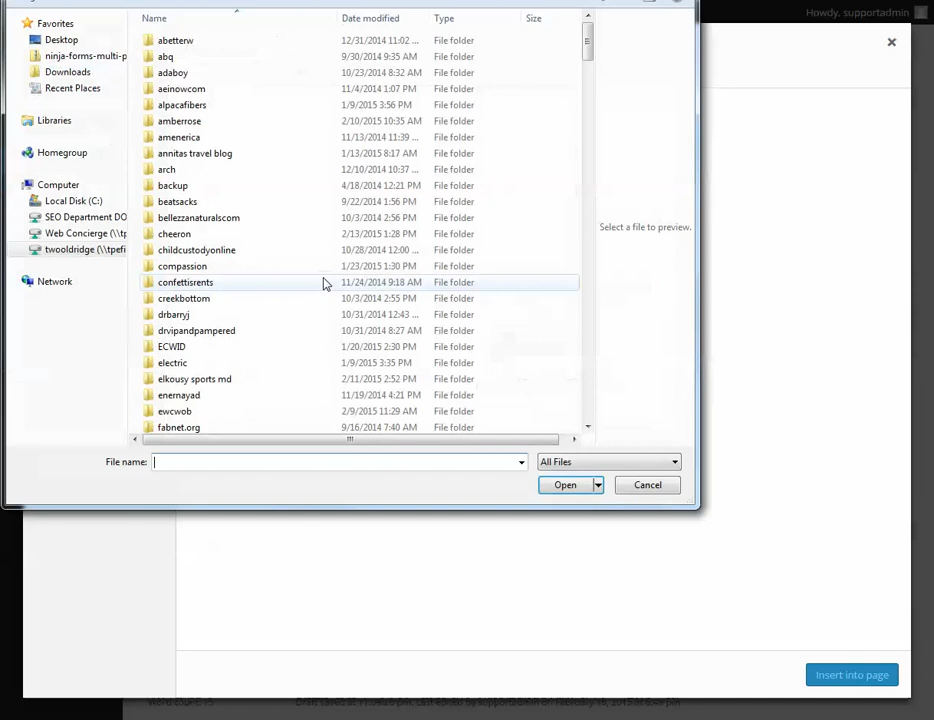 Howdy, supportadmin
Name Date modified Type Size
Favorites
Desktop
ninja-forms-multi-p
Downloads
Recent Places
Libraries
Homegroup
Computer
Local Disk (C:)
SEO Department DO
Web Concierge (\\tp
twooldridge (\\tpefi
Network
abetterw 12/31/2014 11:02 ... File folder
abq 9/30/2014 9:35 AM File folder
adaboy 10/23/2014 8:32 AM File folder
aeinowcom 11/4/2014 1:07 PM File folder
alpacafibers 1/9/2015 3:56 PM File folder
amberrose 2/10/2015 10:35 AM File folder
amenerica 11/13/2014 11:39 ... File folder
annitas travel blog 1/13/2015 8:17 AM File folder
arch 12/10/2014 10:37 ... File folder
backup 4/18/2014 12:21 PM File folder
beatsacks 9/22/2014 1:56 PM File folder
bellezzanaturalscom 10/3/2014 2:56 PM File folder
cheeron 2/13/2015 1:28 PM File folder
childcustodyonline 10/28/2014 12:00 ... File folder
compassion 1/23/2015 1:30 PM File folder
confettisrents 11/24/2014 9:18 AM File folder
creekbottom 10/3/2014 2:55 PM File folder
drbarryj 10/31/2014 12:43 ... File folder
drvipandpampered 10/31/2014 8:27 AM File folder
ECWID 1/20/2015 2:30 PM File folder
electric 1/9/2015 3:35 PM File folder
elkousy sports md 2/11/2015 2:52 PM File folder
enernayad 11/19/2014 4:21 PM File folder
ewcwob 2/9/2015 11:29 AM File folder
fabnet.org 9/16/2014 7:40 AM File folder
Select a file to preview.
File name: All Files
Open Cancel
Insert into page